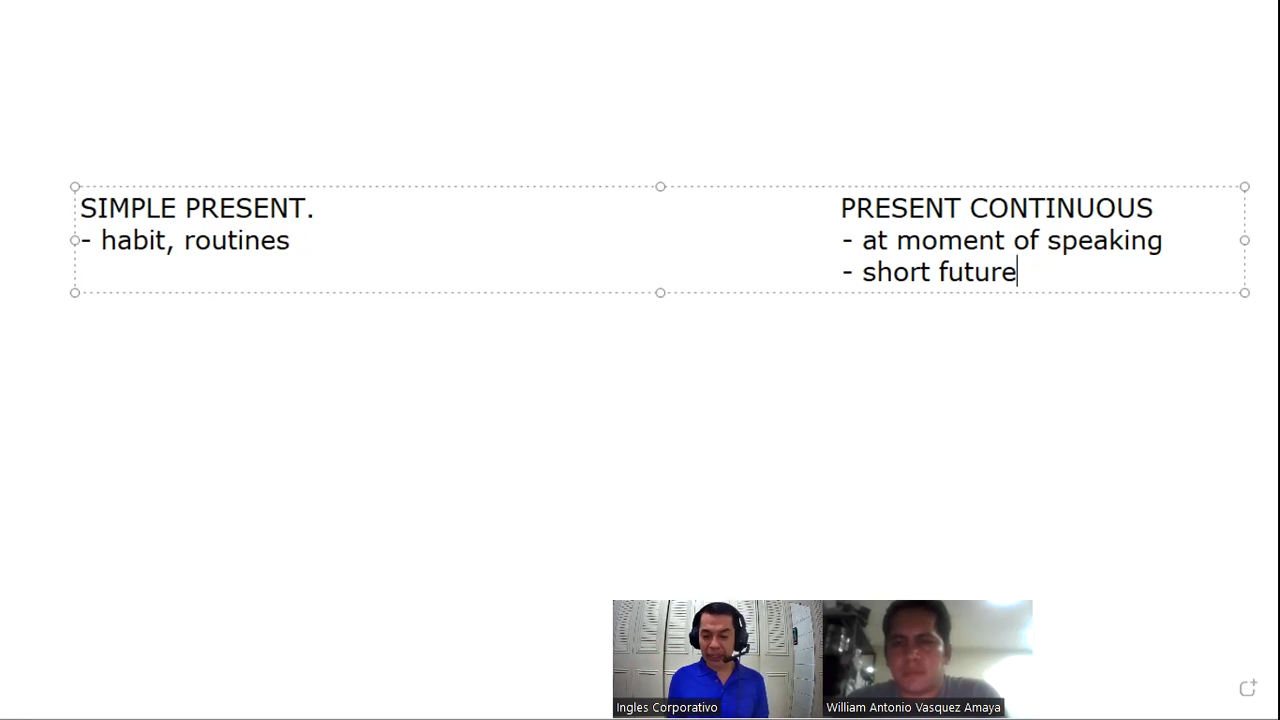 SIMPLE PRESENT.
- habit, routines
PRESENT CONTINUOUS
- at moment of speaking
- short future
Ingles Corporativo
William Antonio Vasquez Amaya